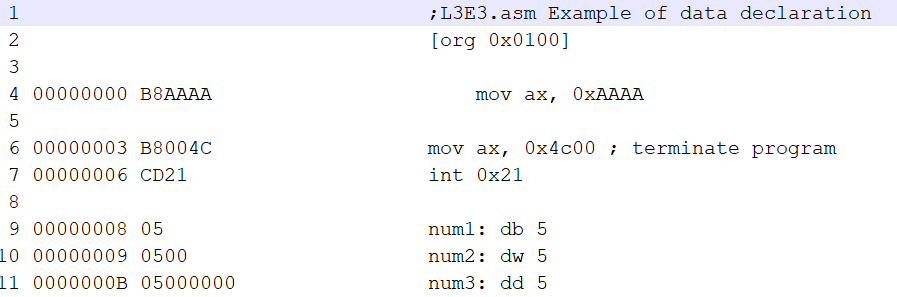 1 ;L3E3.asm Example of data declaration
2 [org 0x0100]
3
4 00000000 B8AAAA mov ax, 0xAAAA
5
6 00000003 B8004C mov ax, 0x4c00 ; terminate program
7 00000006 CD21 int 0x21
8
9 00000008 05 num1: db 5
10 00000009 0500 num2: dw 5
11 0000000B 05000000 num3: dd 5